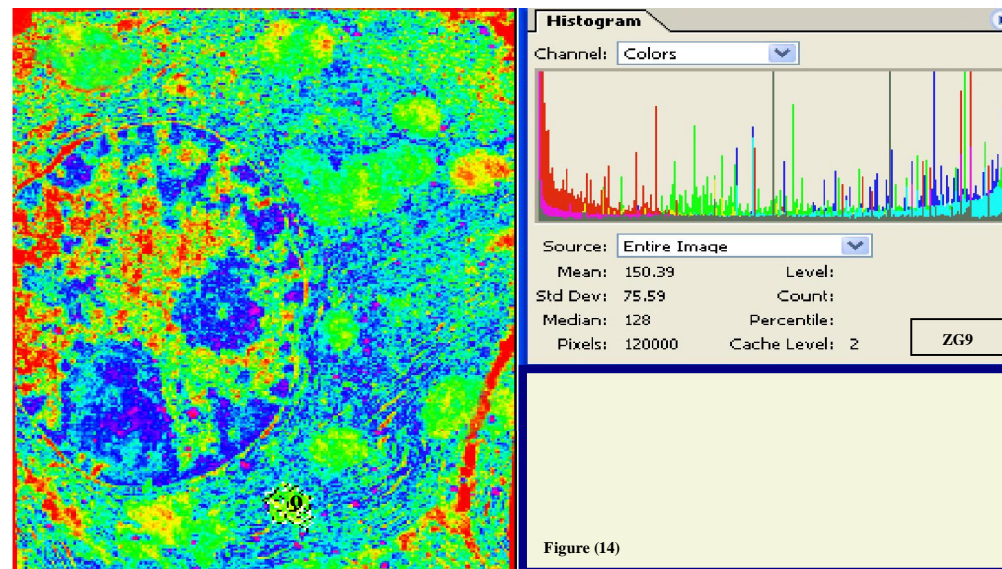 Histogram
Channel: Colors
Source: Entire Image
Mean: 150.39 Level:
Std Dev: 75.59 Count:
Median: 128 Percentile:
Pixels: 120000 Cache Level: 2
ZG9
9
Figure (14)